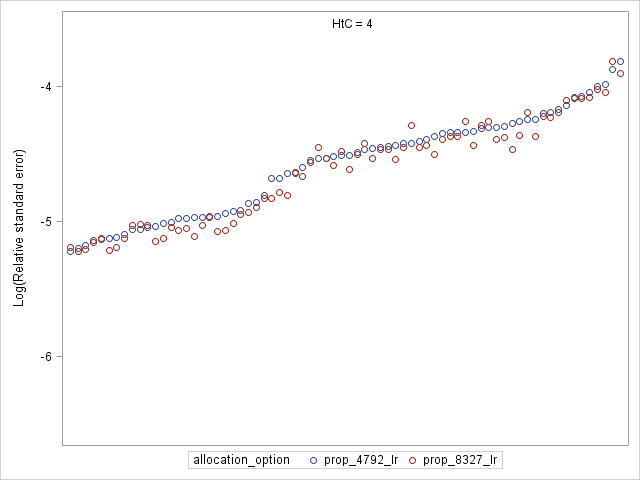 HtC = 4
-4
-5
-6
Log(Relative standard error)
allocation_option prop_4792_lr prop_8327_lr